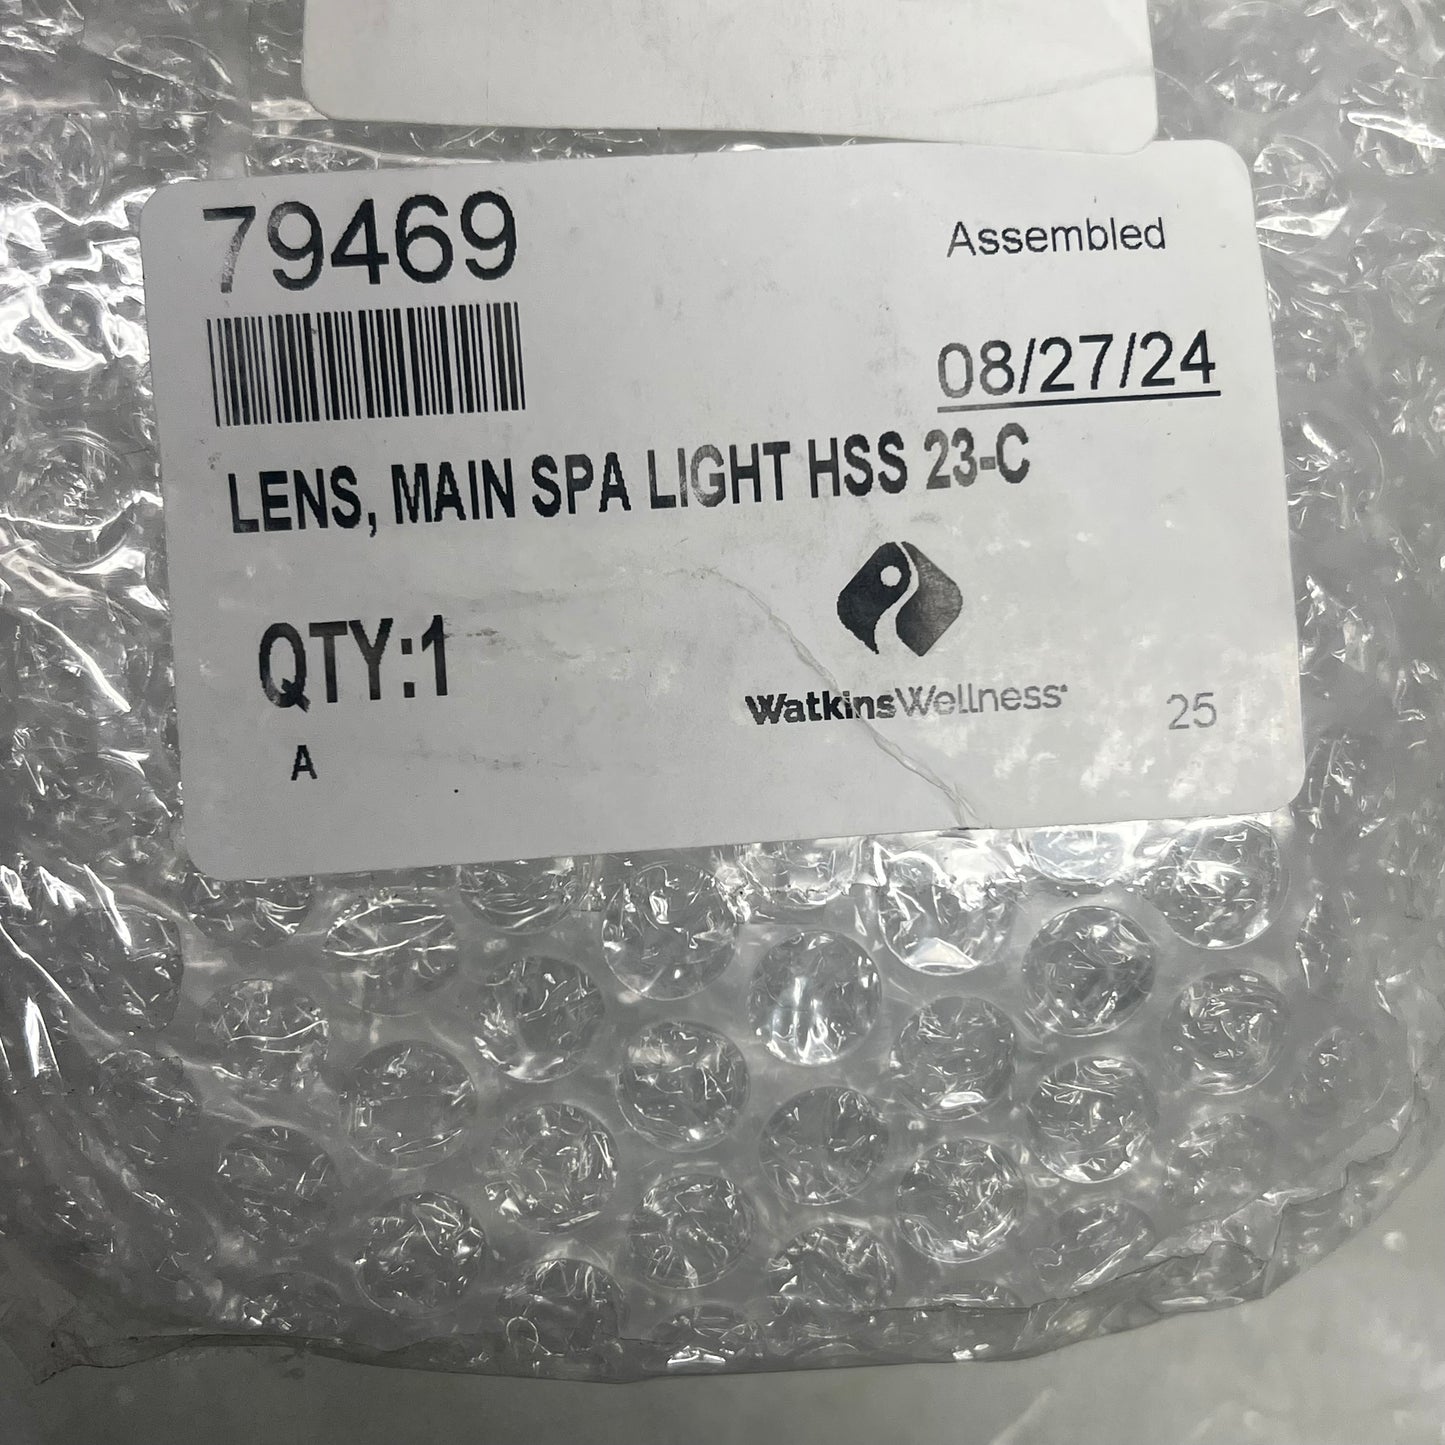 79469
Assembled
08/27/24
LENS, MAIN SPA LIGHT HSS 23-C
QTY:1
WatkinsWellness
A
25